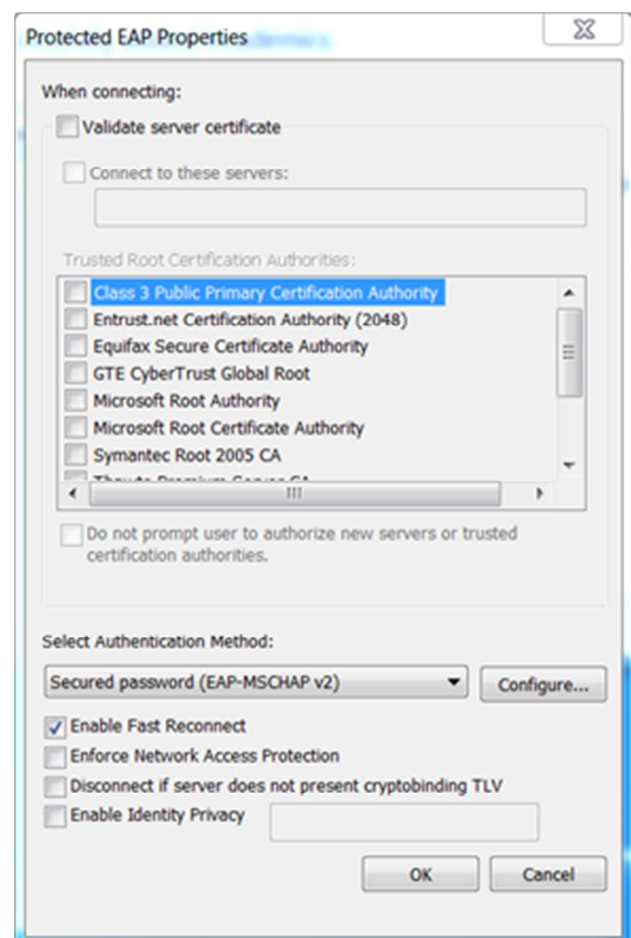 Protected EAP Properties
When connecting:
Validate server certificate
Connect to these servers:
Trusted Root Certification Authorities:
Class 3 Public Primary Certification Authority
Entrust.net Certification Authority (2048)
Equifax Secure Certificate Authority
GTE CyberTrust Global Root
Microsoft Root Authority
Microsoft Root Certificate Authority
Symantec Root 2005 CA
Do not prompt user to authorize new servers or trusted
certification authorities.
Select Authentication Method:
Secured password (EAP-MSCHAP v2)
Configure...
Enable Fast Reconnect
Enforce Network Access Protection
Disconnect if server does not present cryptobinding TLV
Enable Identity Privacy
OK
Cancel